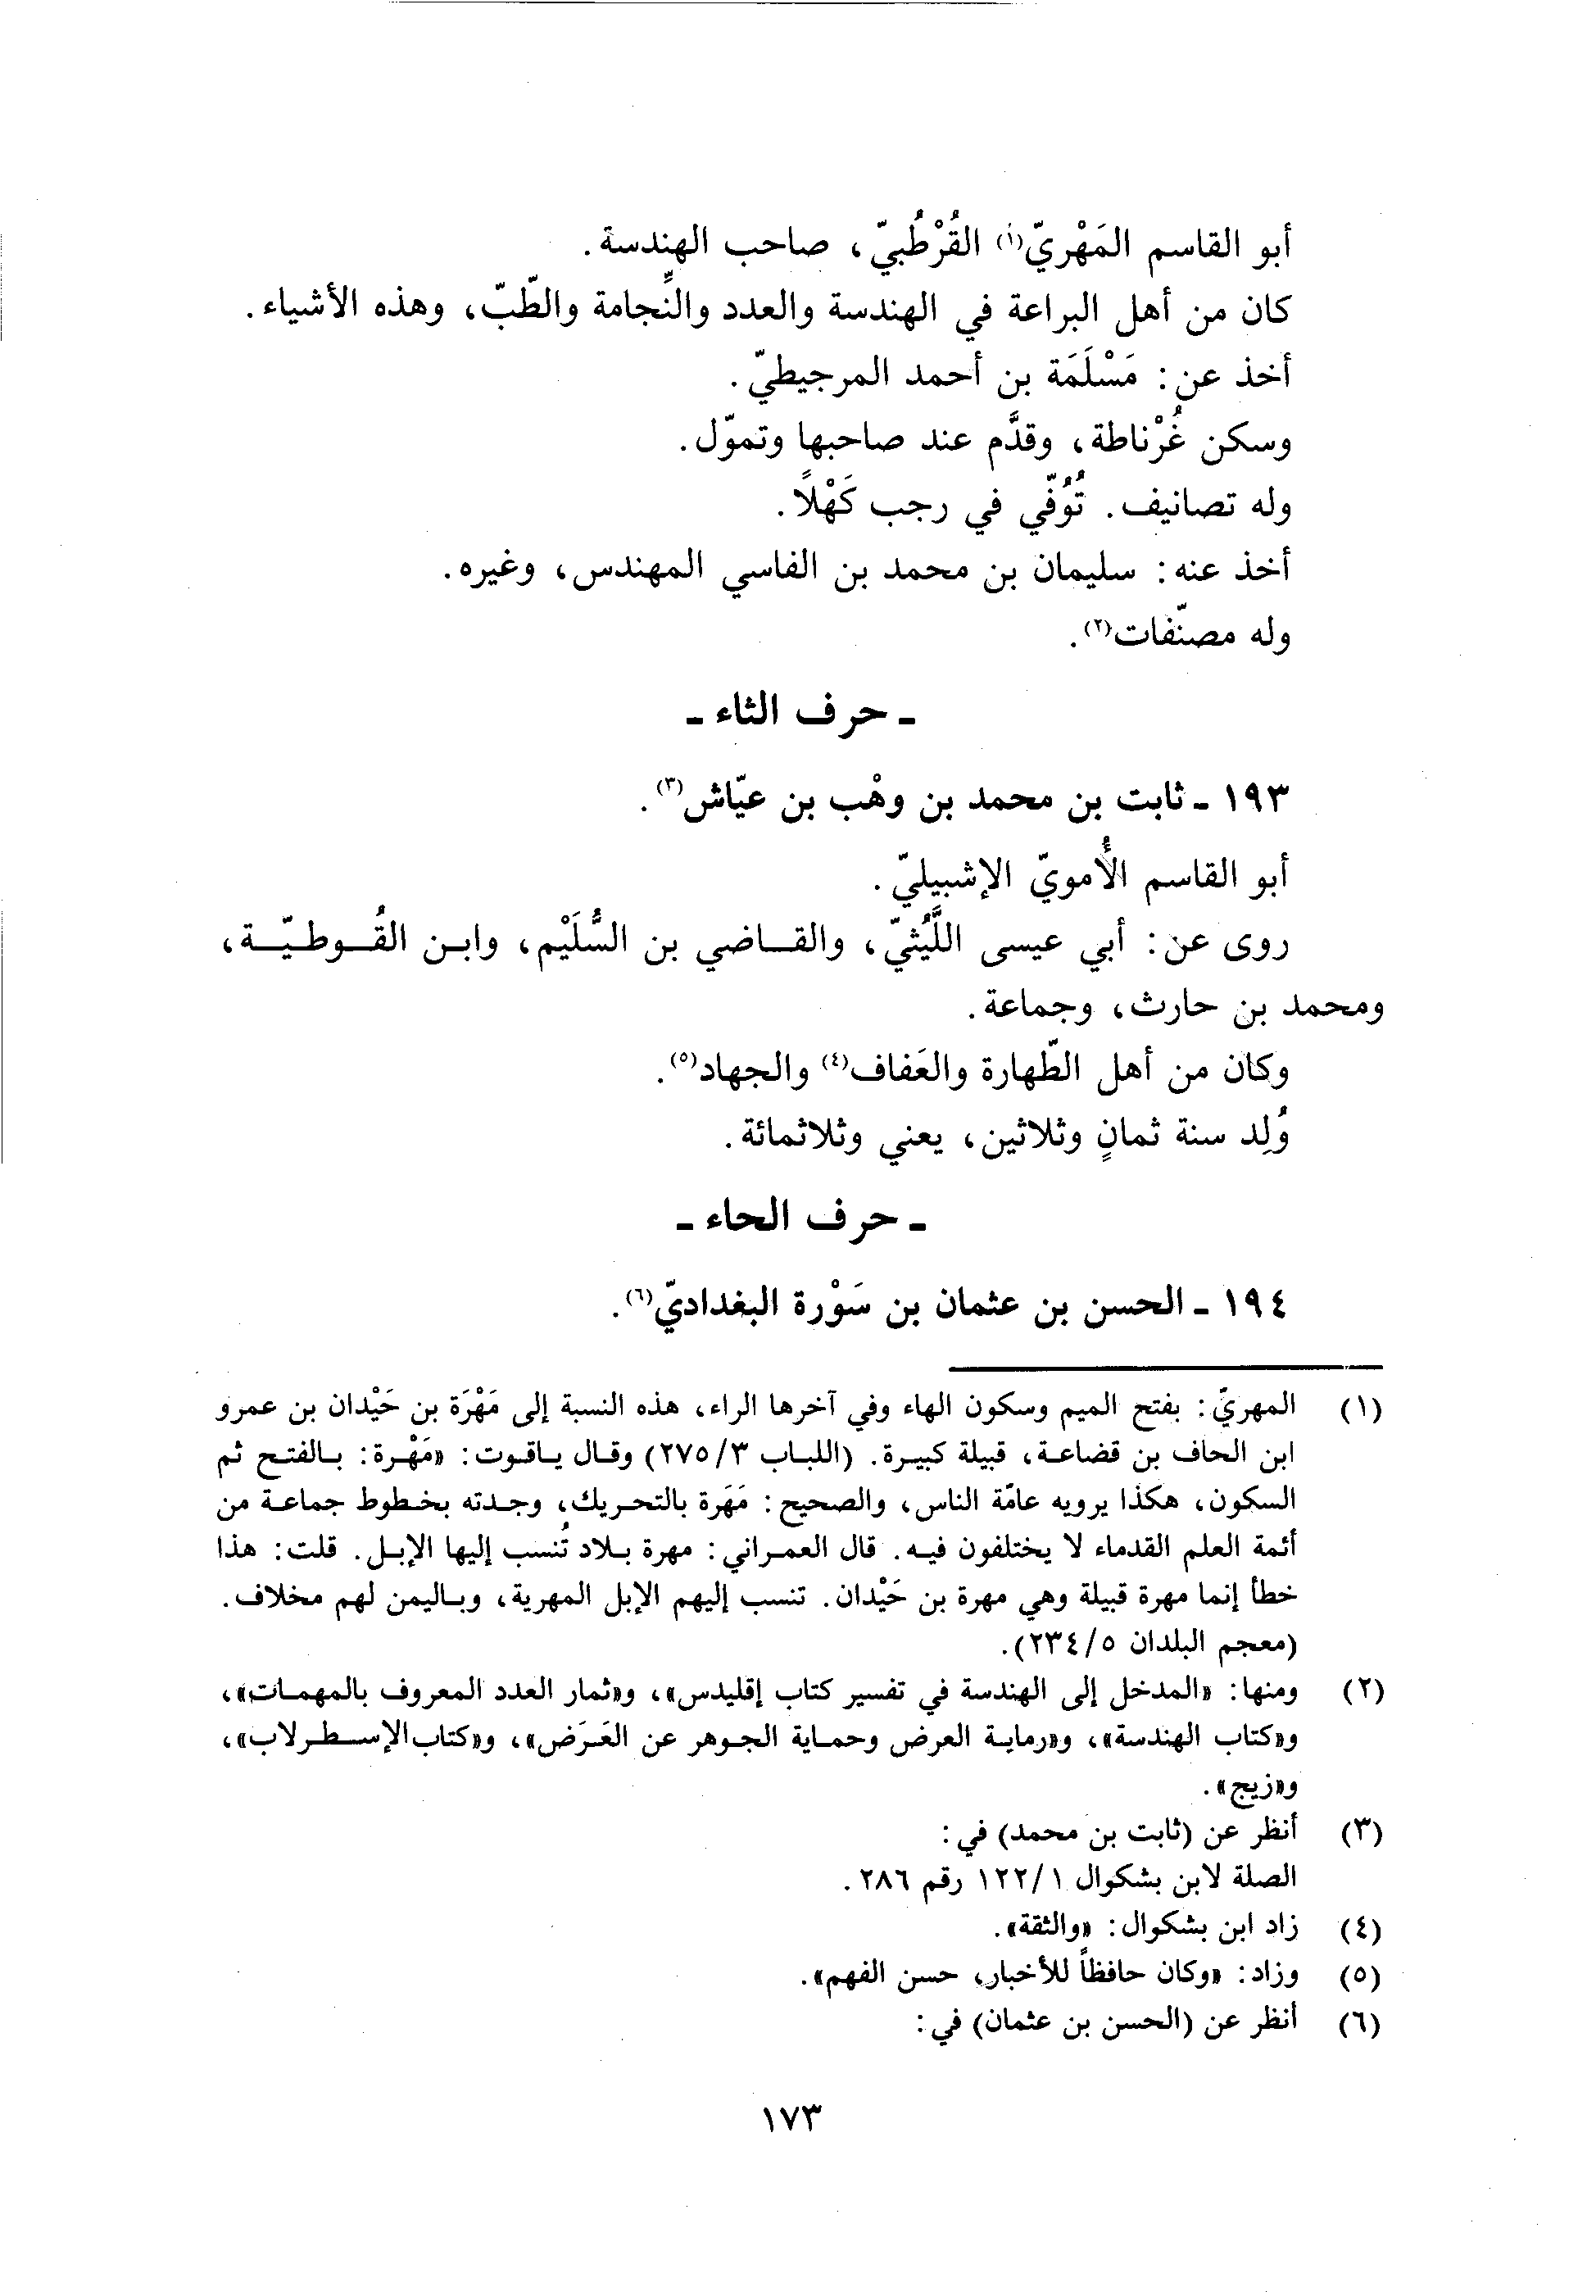 أبو القاسم المَهْريّ(١) القُرْطُبيّ، صاحب الهندسة.
كان من أهل البراعة في الهندسة والعدد والنِّجامة والطّبّ، وهذه الأشياء.
أخذ عن: مَسْلَمَة بن أحمد المرجيطيّ.
وسكن غُرْناطة، وقدَّم عند صاحبها وتموّل.
وله تصانيف. تُوُفّي في رجب كَهْلًا.
أخذ عنه: سليمان بن محمد بن الفاسي المهندس، وغيره.
وله مصنّفات(٢).
ـ حرف الثاء ـ
١٩٣ ـ ثابت بن محمد بن وهْب بن عيّاش(٣).
أبو القاسم الأُمويّ الإشبيليّ.
روى عن: أبي عيسى اللَّيْثيّ، والقاضي بن السُّلَيْم، وابن القُوطيّة،
ومحمد بن حارث، وجماعة.
وكان من أهل الطّهارة والعَفاف(٤) والجهاد(٥).
وُلِد سنة ثمانٍ وثلاثين، يعني وثلاثمائة.
ـ حرف الحاء ـ
١٩٤ ـ الحسن بن عثمان بن سَوْرة البغداديّ(٦).
(١) المهريّ: بفتح الميم وسكون الهاء وفي آخرها الراء، هذه النسبة إلى مَهْرَة بن حَيْدان بن عمرو
ابن الحاف بن قضاعة، قبيلة كبيرة. (اللباب ٣/٢٧٥) وقال ياقوت: «مَهْرة: بالفتح ثم
السكون، هكذا يرويه عامّة الناس، والصحيح: مَهَرة بالتحريك، وجدته بخطوط جماعة من
أئمة العلم القدماء لا يختلفون فيه. قال العمراني: مهرة بلاد تُنسب إليها الإبل. قلت: هذا
خطأ إنما مهرة قبيلة وهي مهرة بن حَيْدان. تنسب إليهم الإبل المهرية، وباليمن لهم مخلاف.
(معجم البلدان ٥/٢٣٤).
(٢) ومنها: «المدخل إلى الهندسة في تفسير كتاب إقليدس»، و«ثمار العدد المعروف بالمهمات»،
و«كتاب الهندسة»، و«رماية العرض وحماية الجوهر عن العَرَض»، و«كتاب الإسطرلاب»،
و«زيج».
(٣) أنظر عن (ثابت بن محمد) في:
الصلة لابن بشكوال ١/١٢٢ رقم ٢٨٦.
(٤) زاد ابن بشكوال: «والثقة».
(٥) وزاد: «وكان حافظاً للأخبار، حسن الفهم».
(٦) أنظر عن (الحسن بن عثمان) في:
١٧٣